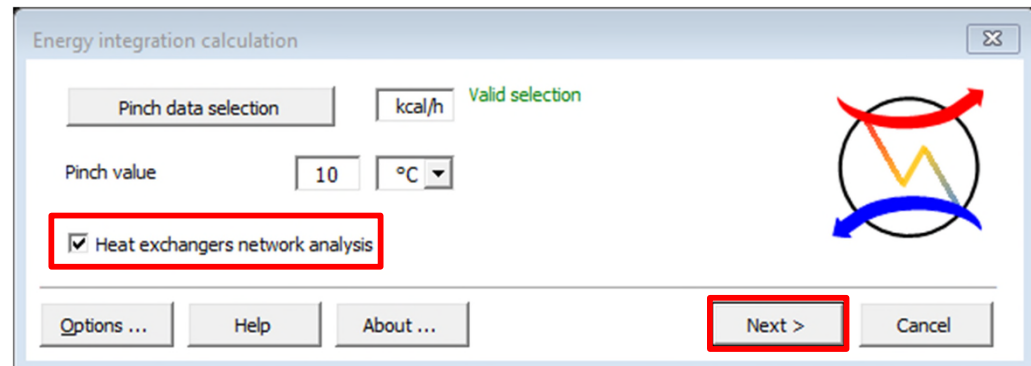 Energy integration calculation
Pinch data selection kcal/h Valid selection
Pinch value 10 °C
Heat exchangers network analysis
Options ... Help About ... Next > Cancel